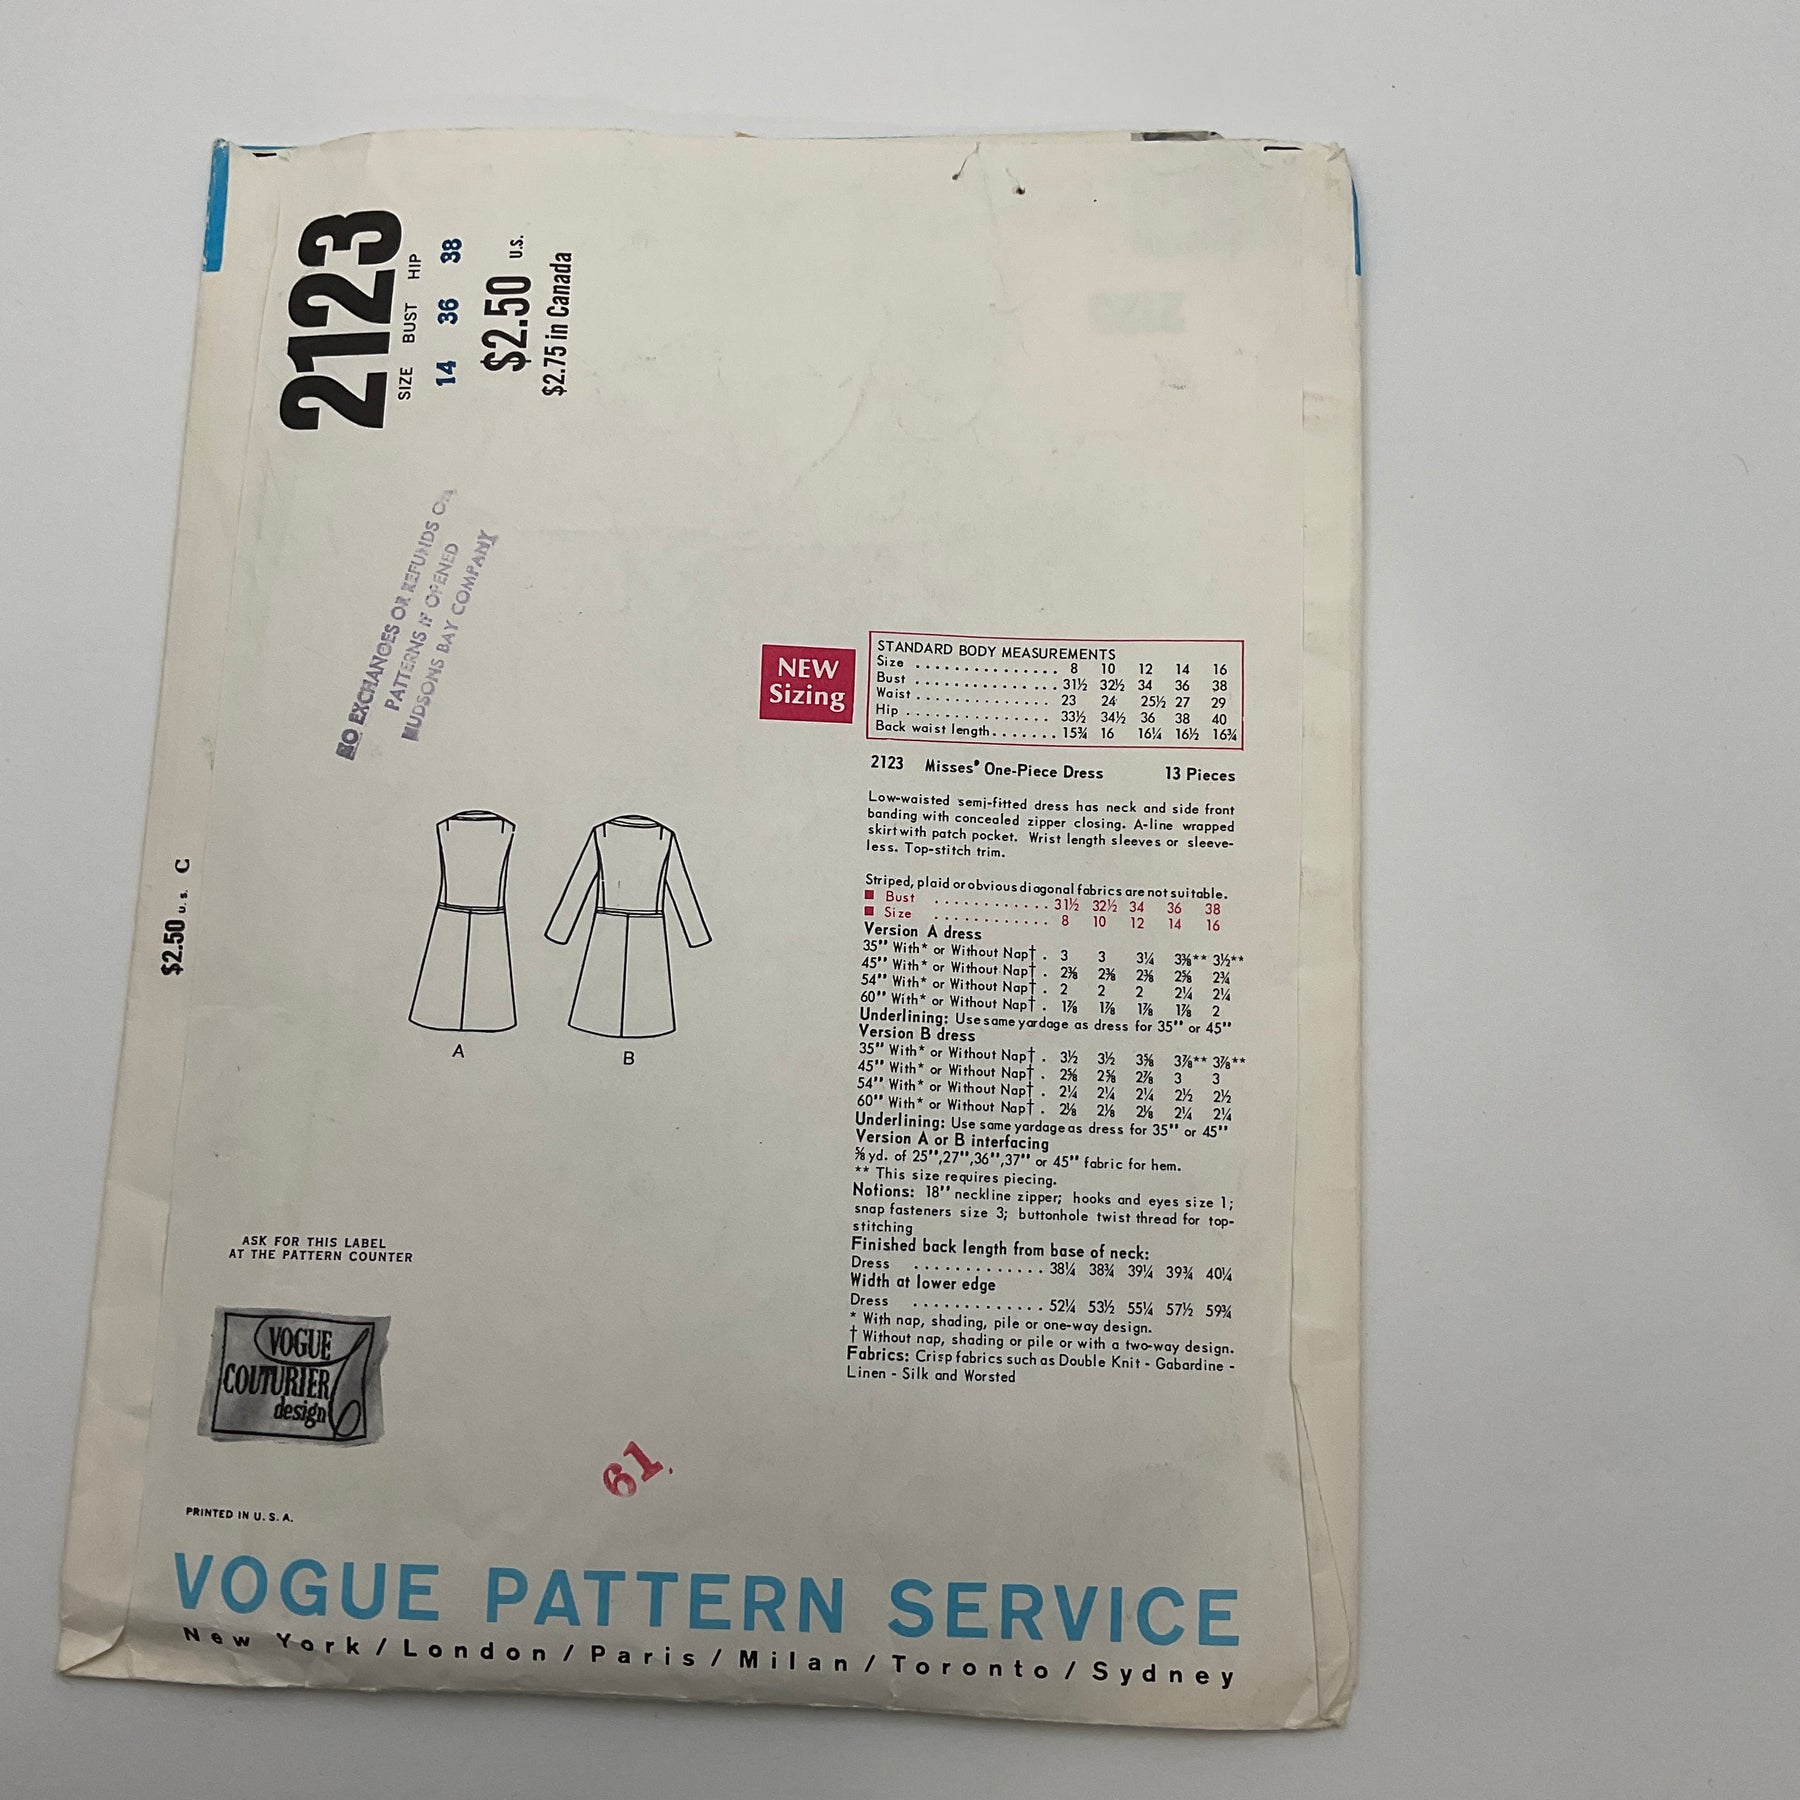 2123
SIZE BUST HIP
14 36 38
$2.50 U.S.
$2.75 in Canada
NO EXCHANGES OR REFUNDS ON
PATTERNS IF OPENED
HUDSONS BAY COMPANY
$2.50 U.S. C
NEW
Sizing
STANDARD BODY MEASUREMENTS
Size . . . . . . . . . . . . . . . 8 10 12 14 16
Bust . . . . . . . . . . . . . . . 31½ 32½ 34 36 38
Waist . . . . . . . . . . . . . . 23 24 25½ 27 29
Hip . . . . . . . . . . . . . . . 33½ 34½ 36 38 40
Back waist length. . . . . . . 15¾ 16 16¼ 16½ 16¾
2123 Misses' One-Piece Dress 13 Pieces
Low-waisted semi-fitted dress has neck and side front
banding with concealed zipper closing. A-line wrapped
skirt with patch pocket. Wrist length sleeves or sleeve-
less. Top-stitch trim.
Striped, plaid or obvious diagonal fabrics are not suitable.
■ Bust . . . . . . . . . . . . 31½ 32½ 34 36 38
■ Size . . . . . . . . . . . . 8 10 12 14 16
Version A dress
35" With* or Without Nap† . 3 3 3¼ 3⅜** 3½**
45" With* or Without Nap† . 2⅜ 2⅜ 2⅜ 2⅝ 2¾
54" With* or Without Nap† . 2 2 2 2¼ 2¼
60" With* or Without Nap† . 1⅞ 1⅞ 1⅞ 1⅞ 2
Underlining: Use same yardage as dress for 35" or 45"
Version B dress
35" With* or Without Nap† . 3½ 3½ 3⅝ 3⅞** 3⅞**
45" With* or Without Nap† . 2⅝ 2⅝ 2⅞ 3 3
54" With* or Without Nap† . 2¼ 2¼ 2¼ 2½ 2½
60" With* or Without Nap† . 2⅛ 2⅛ 2⅛ 2¼ 2¼
Underlining: Use same yardage as dress for 35" or 45"
Version A or B interfacing
⅝ yd. of 25",27",36",37" or 45" fabric for hem.
** This size requires piecing.
Notions: 18" neckline zipper; hooks and eyes size 1;
snap fasteners size 3; buttonhole twist thread for top-
stitching
Finished back length from base of neck:
Dress . . . . . . . . . . . . . 38¼ 38¾ 39¼ 39¾ 40¼
Width at lower edge
Dress . . . . . . . . . . . . . 52¼ 53½ 55¼ 57½ 59¾
* With nap, shading, pile or one-way design.
† Without nap, shading or pile or with a two-way design.
Fabrics: Crisp fabrics such as Double Knit - Gabardine -
Linen - Silk and Worsted
A
B
ASK FOR THIS LABEL
AT THE PATTERN COUNTER
VOGUE
COUTURIER
design
61.
PRINTED IN U. S. A.
VOGUE PATTERN SERVICE
New York / London / Paris / Milan / Toronto / Sydney